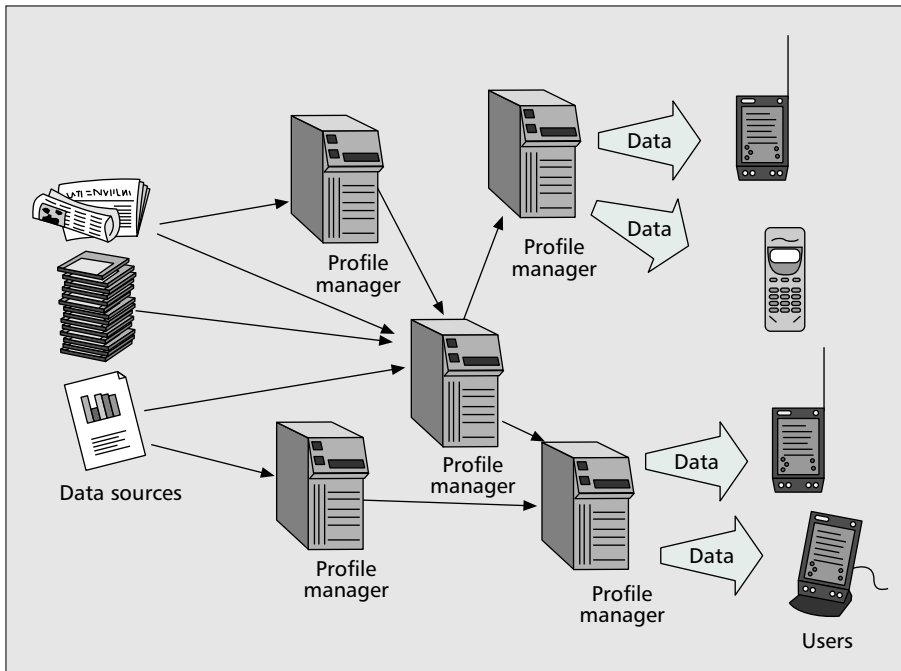 Data
Data
Profile
manager
Profile
manager
Profile
manager
Data sources
Data
Profile
manager
Data
Profile
manager
Users